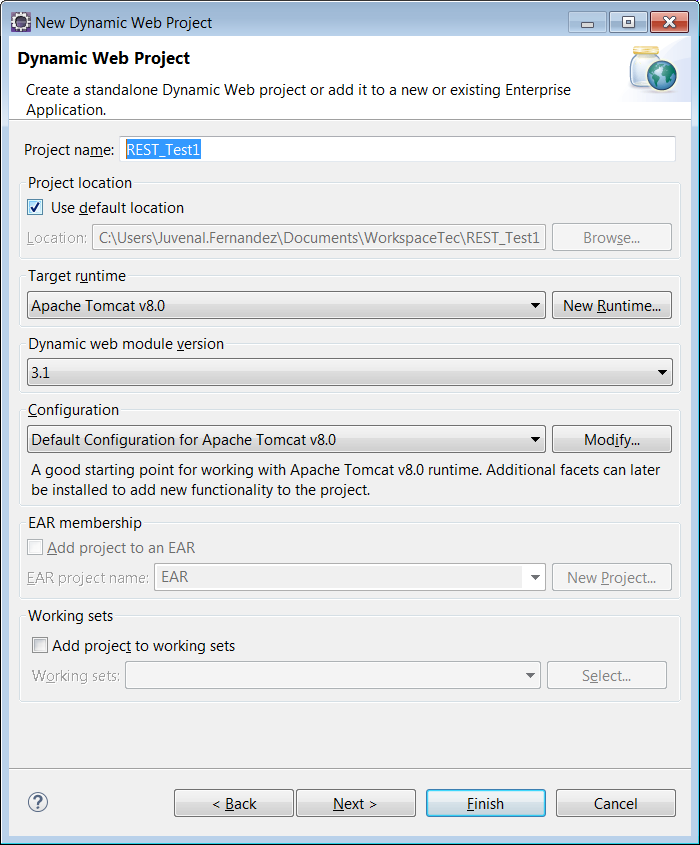 New Dynamic Web Project
Dynamic Web Project
Create a standalone Dynamic Web project or add it to a new or existing Enterprise
Application.
Project name: REST_Test1
Project location
Use default location
Location: C:\Users\Juvenal.Fernandez\Documents\WorkspaceTec\REST_Test1 Browse...
Target runtime
Apache Tomcat v8.0 New Runtime...
Dynamic web module version
3.1
Configuration
Default Configuration for Apache Tomcat v8.0 Modify...
A good starting point for working with Apache Tomcat v8.0 runtime. Additional facets can later
be installed to add new functionality to the project.
EAR membership
Add project to an EAR
EAR project name: EAR New Project...
Working sets
Add project to working sets
Working sets: Select...
? < Back Next > Finish Cancel